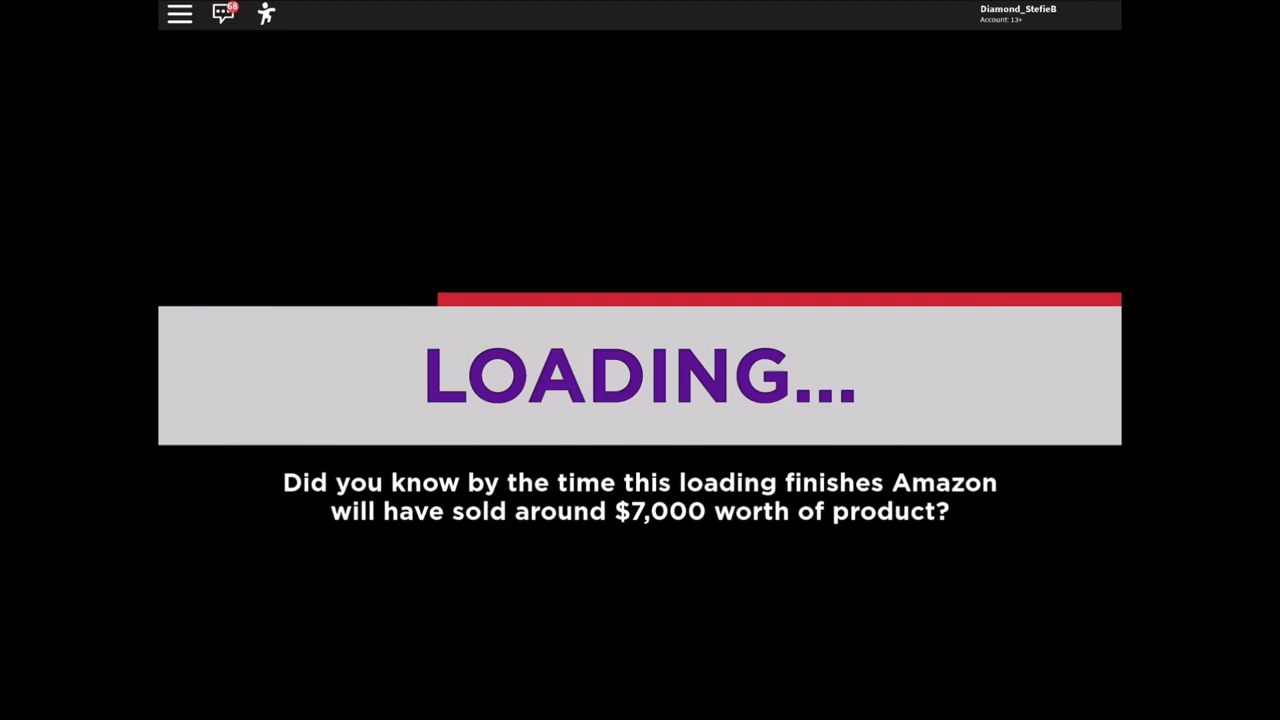 68
Diamond_StefieB
Account: 13+
LOADING...
Did you know by the time this loading finishes Amazon
will have sold around $7,000 worth of product?